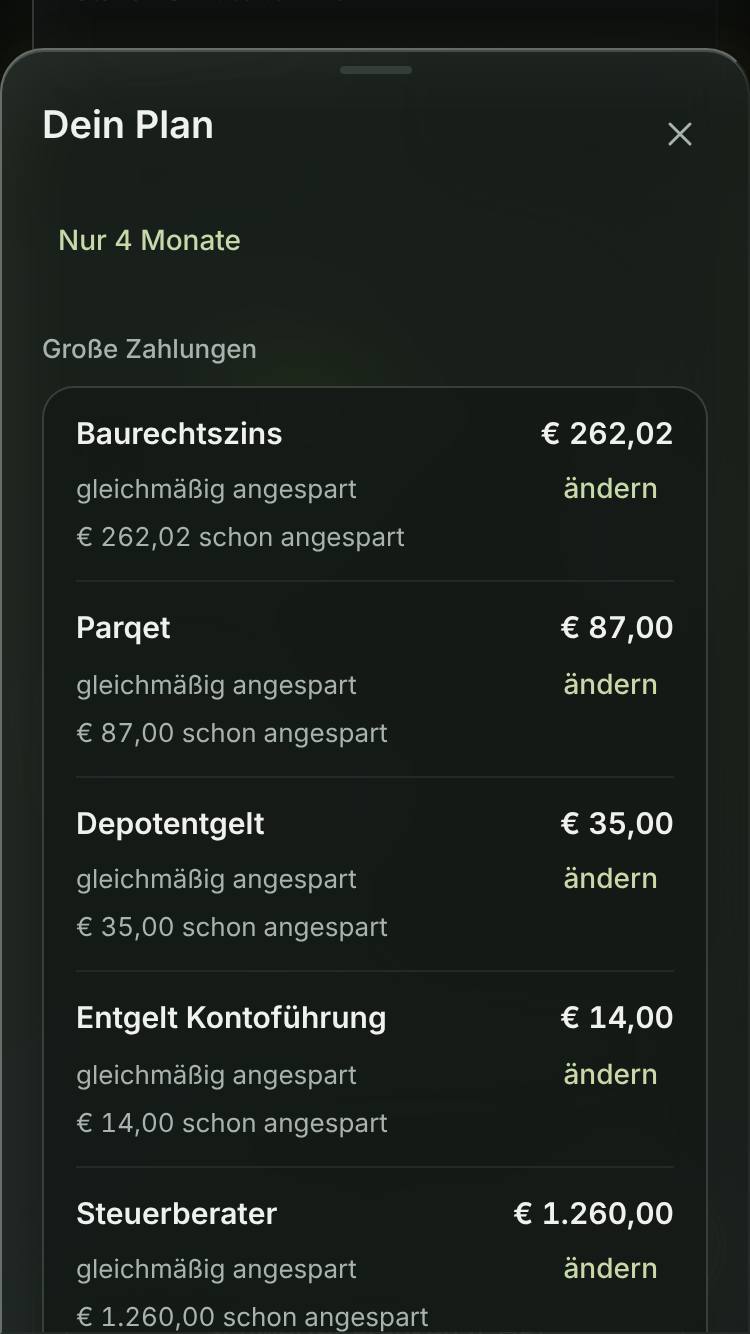 Dein Plan
Nur 4 Monate
Große Zahlungen
Baurechtszins € 262,02
gleichmäßig angespart ändern
€ 262,02 schon angespart
Parqet € 87,00
gleichmäßig angespart ändern
€ 87,00 schon angespart
Depotentgelt € 35,00
gleichmäßig angespart ändern
€ 35,00 schon angespart
Entgelt Kontoführung € 14,00
gleichmäßig angespart ändern
€ 14,00 schon angespart
Steuerberater € 1.260,00
gleichmäßig angespart ändern
€ 1.260,00 schon angespart